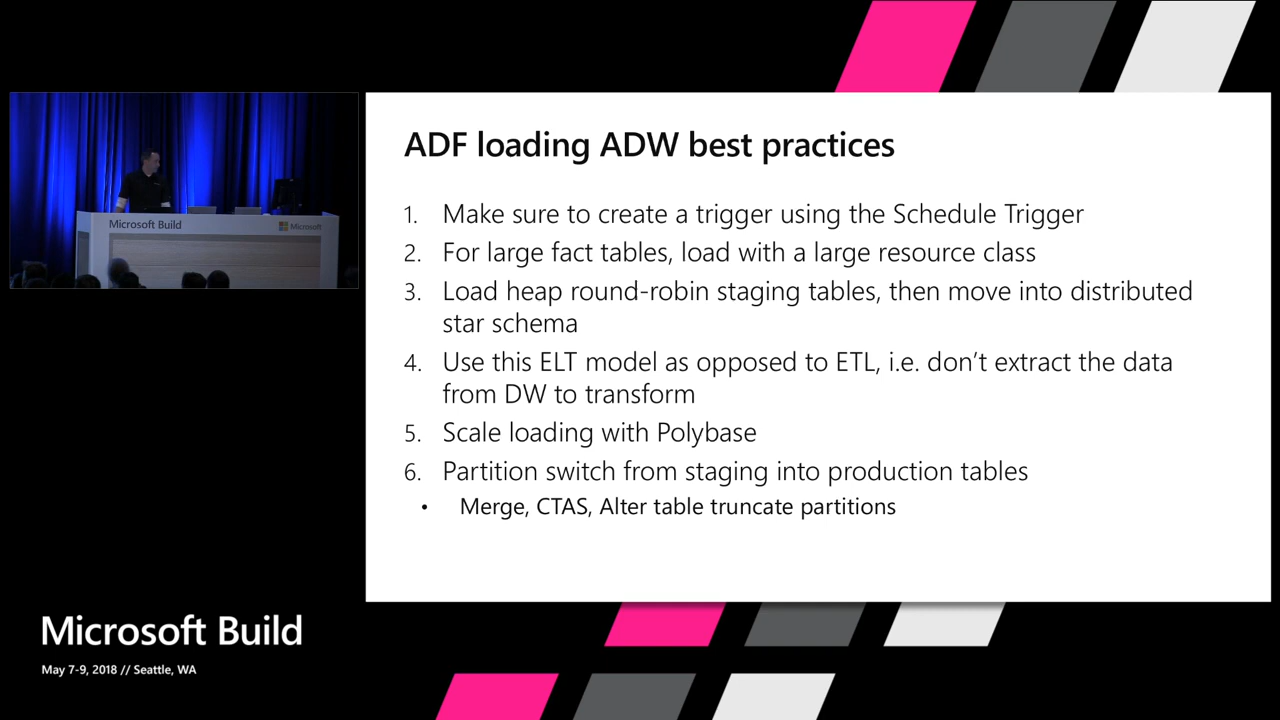 Microsoft Build
Microsoft
ADF loading ADW best practices
1. Make sure to create a trigger using the Schedule Trigger
2. For large fact tables, load with a large resource class
3. Load heap round-robin staging tables, then move into distributed
star schema
4. Use this ELT model as opposed to ETL, i.e. don’t extract the data
from DW to transform
5. Scale loading with Polybase
6. Partition switch from staging into production tables
• Merge, CTAS, Alter table truncate partitions
Microsoft Build
May 7-9, 2018 // Seattle, WA